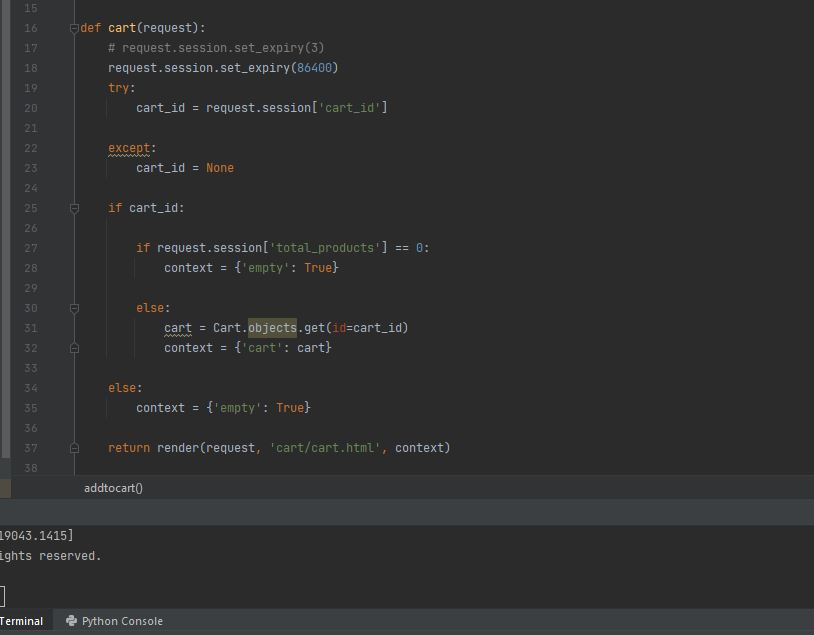 15
16 def cart(request):
17 # request.session.set_expiry(3)
18 request.session.set_expiry(86400)
19 try:
20 cart_id = request.session['cart_id']
21
22 except:
23 cart_id = None
24
25 if cart_id:
26
27 if request.session['total_products'] == 0:
28 context = {'empty': True}
29
30 else:
31 cart = Cart.objects.get(id=cart_id)
32 context = {'cart': cart}
33
34 else:
35 context = {'empty': True}
36
37 return render(request, 'cart/cart.html', context)
38
addtocart()
19043.1415]
ights reserved.
Terminal Python Console